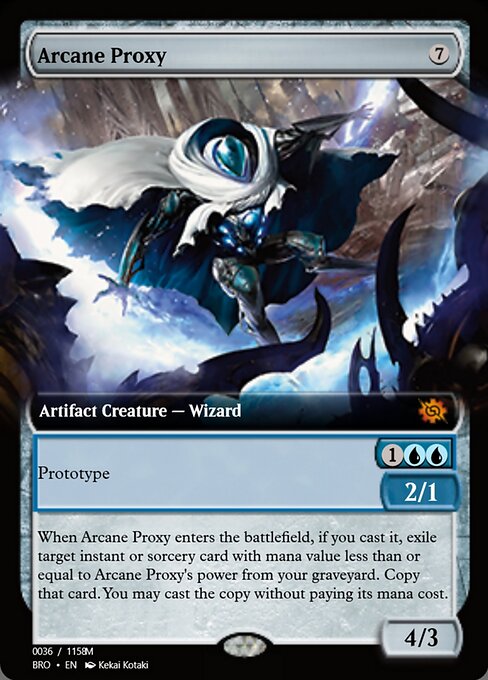 Arcane Proxy 7
Artifact Creature — Wizard
Prototype 1
2/1
When Arcane Proxy enters the battlefield, if you cast it, exile
target instant or sorcery card with mana value less than or
equal to Arcane Proxy's power from your graveyard. Copy
that card. You may cast the copy without paying its mana cost.
4/3
0036 / 1158M
BRO • EN Kekai Kotaki